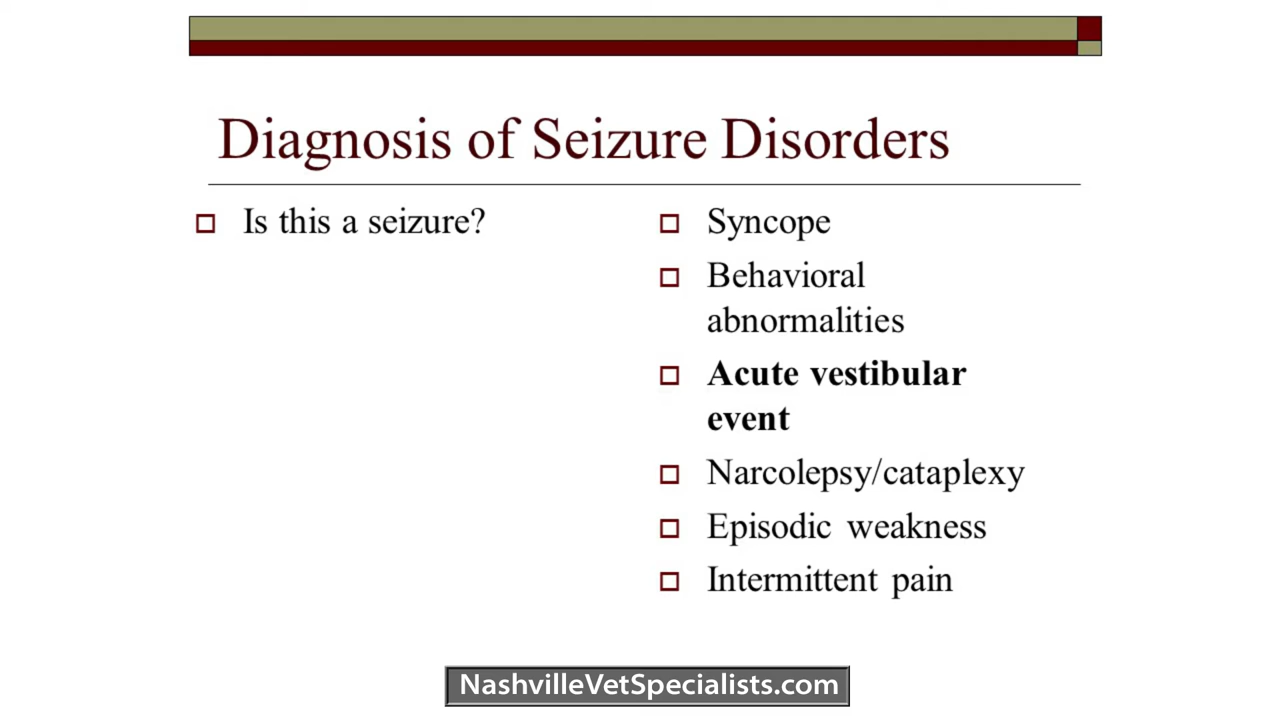 Diagnosis of Seizure Disorders
Is this a seizure?
Syncope
Behavioral
abnormalities
Acute vestibular
event
Narcolepsy/cataplexy
Episodic weakness
Intermittent pain
NashvilleVetSpecialists.com